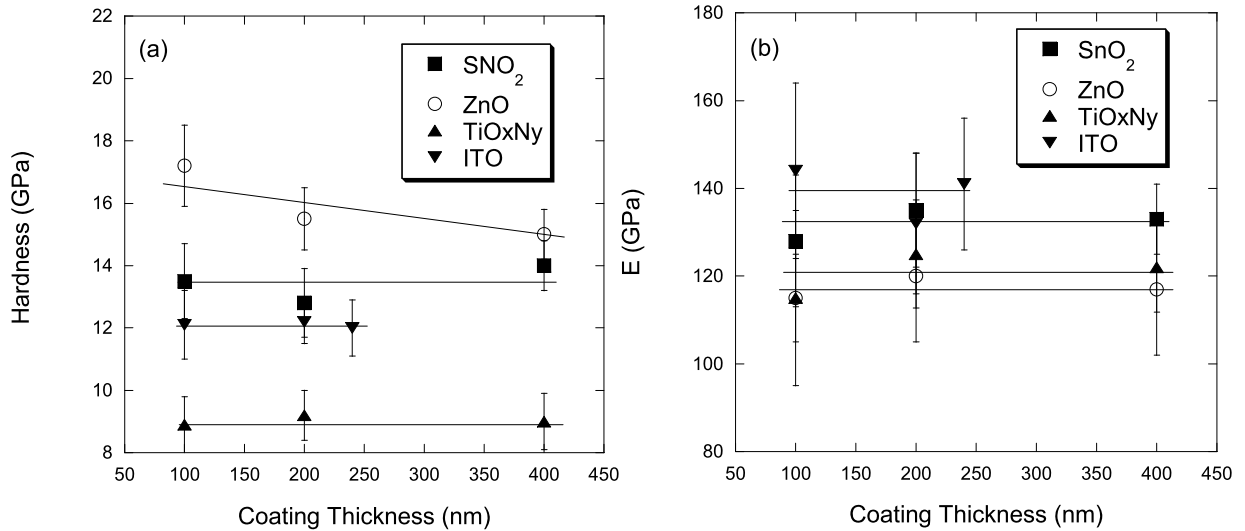 (a)
SNO2
ZnO
TiOxNy
ITO
Hardness (GPa)
22
20
18
16
14
12
10
8
50 100 150 200 250 300 350 400 450
Coating Thickness (nm)
(b)
SnO2
ZnO
TiOxNy
ITO
E (GPa)
180
160
140
120
100
80
50 100 150 200 250 300 350 400 450
Coating Thickness (nm)